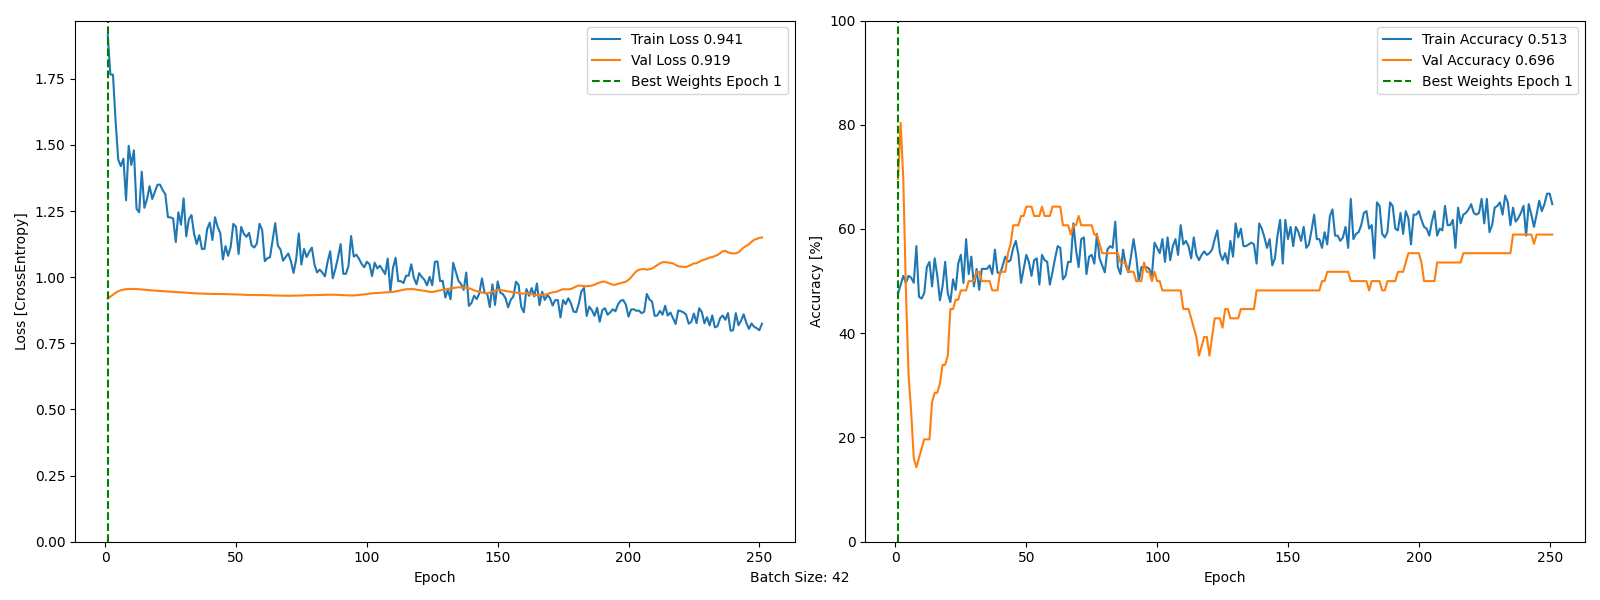 Train Loss 0.941
Val Loss 0.919
Best Weights Epoch 1
Loss [CrossEntropy]
1.75
1.50
1.25
1.00
0.75
0.50
0.25
0.00
0 50 100 150 200 250
Epoch
Train Accuracy 0.513
Val Accuracy 0.696
Best Weights Epoch 1
Accuracy [%]
100
80
60
40
20
0
0 50 100 150 200 250
Epoch
Batch Size: 42